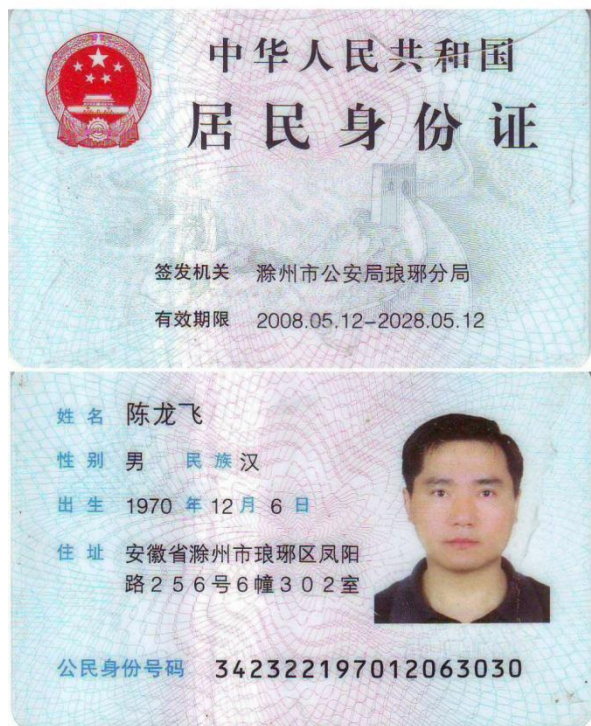 中华人民共和国
居民身份证
签发机关 滁州市公安局琅琊分局
有效期限 2008.05.12-2028.05.12
姓名 陈龙飞
性别 男 民族 汉
出生 1970 年 12 月 6 日
住址 安徽省滁州市琅琊区凤阳
路256号6幢302室
公民身份号码 342322197012063030